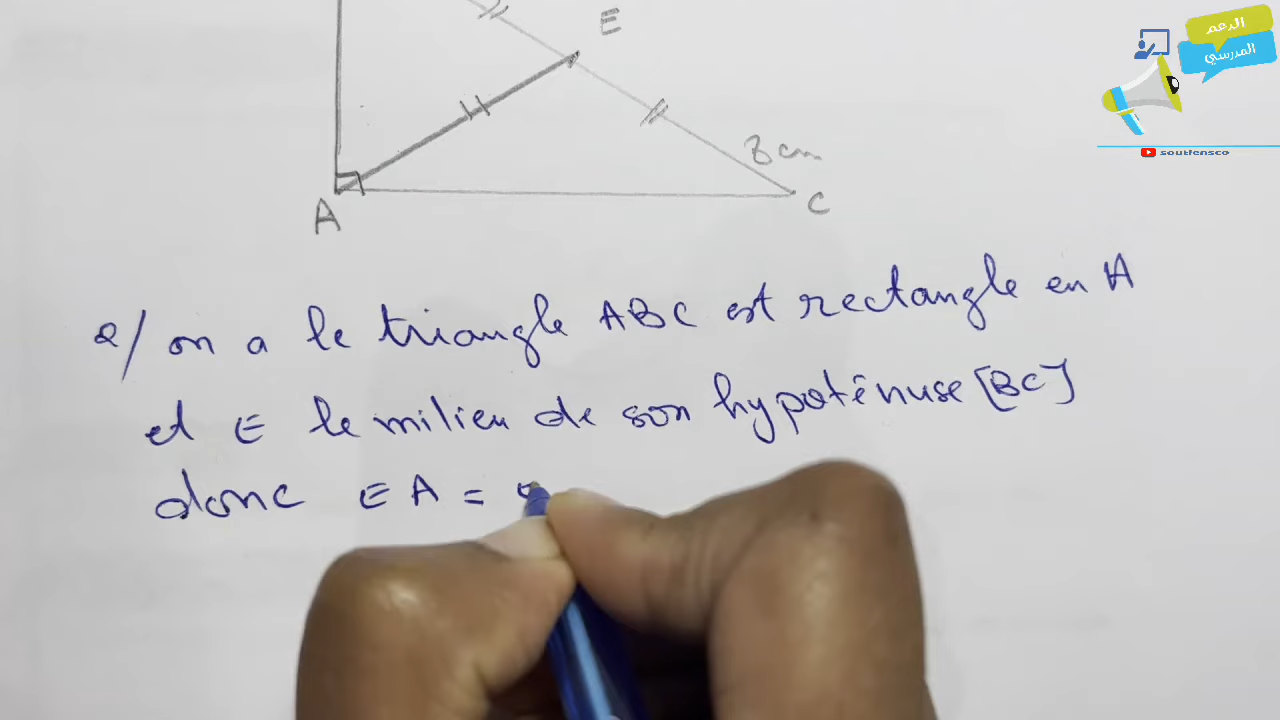 E
الدعم
المدرسي
soutiensco
cm
A
C
2/ on a le triangle ABC est rectangle en A
et E le milieu de son hypoténuse [BC]
donc EA =